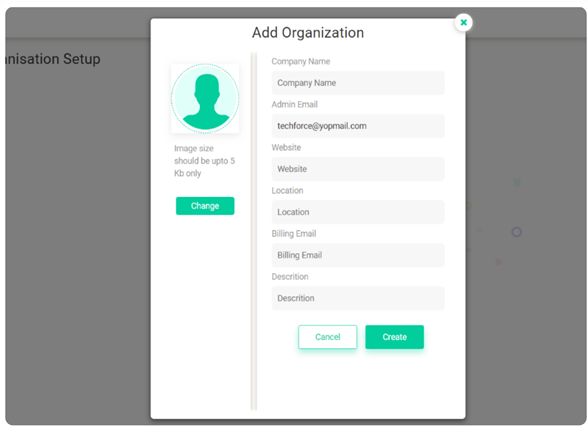 Add Organization
nisation Setup
Image size
should be upto 5
Kb only
Change
Company Name
Company Name
Admin Email
techforce@yopmail.com
Website
Website
Location
Location
Billing Email
Billing Email
Descrition
Descrition
Cancel
Create